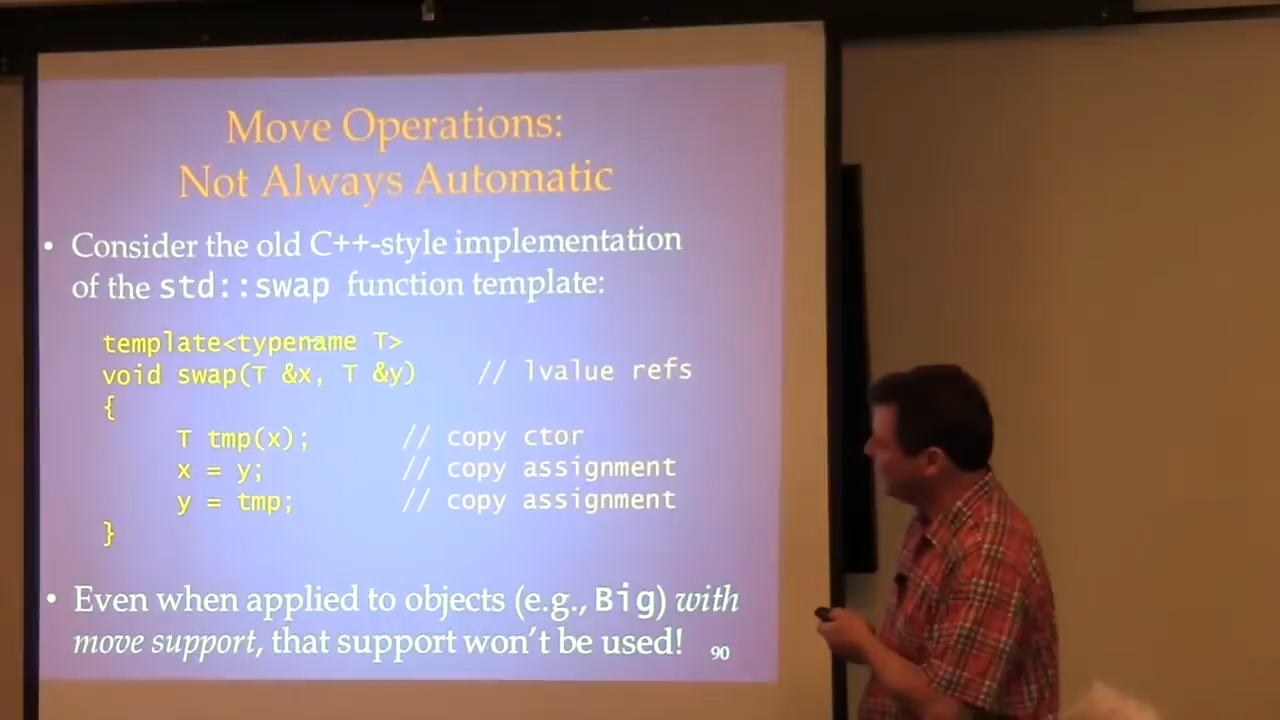 Move Operations:
Not Always Automatic
• Consider the old C++-style implementation
of the std::swap function template:
template<typename T>
void swap(T &x, T &y) // lvalue refs
{
T tmp(x); // copy ctor
x = y; // copy assignment
y = tmp; // copy assignment
}
• Even when applied to objects (e.g., Big) with
move support, that support won't be used!
90